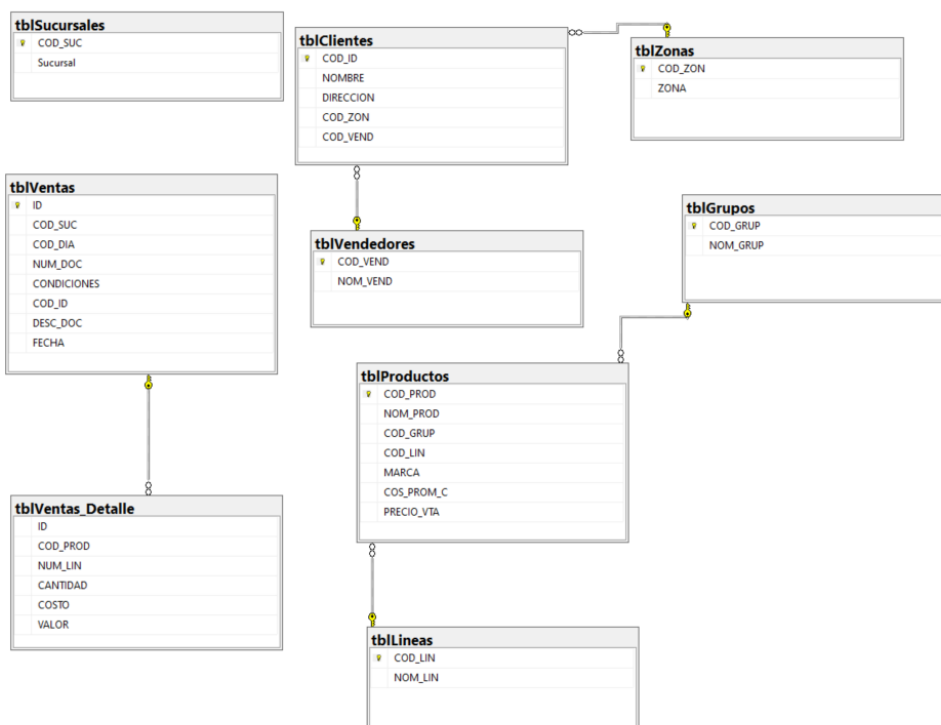 tblSucursales
COD_SUC
Sucursal
tblClientes
COD_ID
NOMBRE
DIRECCION
COD_ZON
COD_VEND
tblZonas
COD_ZON
ZONA
tblVentas
ID
COD_SUC
COD_DIA
NUM_DOC
CONDICIONES
COD_ID
DESC_DOC
FECHA
tblVendedores
COD_VEND
NOM_VEND
tblGrupos
COD_GRUP
NOM_GRUP
tblProductos
COD_PROD
NOM_PROD
COD_GRUP
COD_LIN
MARCA
COS_PROM_C
PRECIO_VTA
tblVentas_Detalle
ID
COD_PROD
NUM_LIN
CANTIDAD
COSTO
VALOR
tblLineas
COD_LIN
NOM_LIN